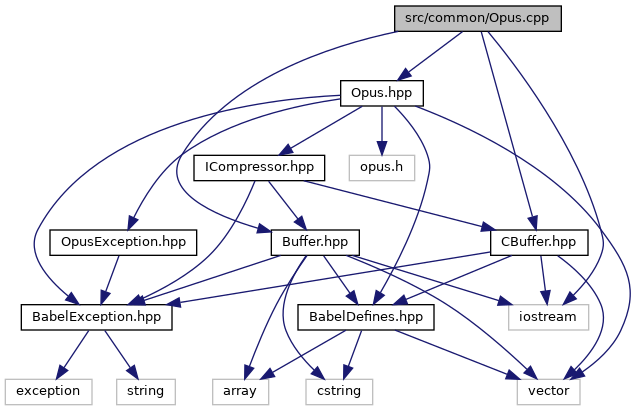 src/common/Opus.cpp
Opus.hpp
ICompressor.hpp
opus.h
OpusException.hpp
Buffer.hpp
CBuffer.hpp
BabelException.hpp
BabelDefines.hpp
iostream
exception
string
array
cstring
vector